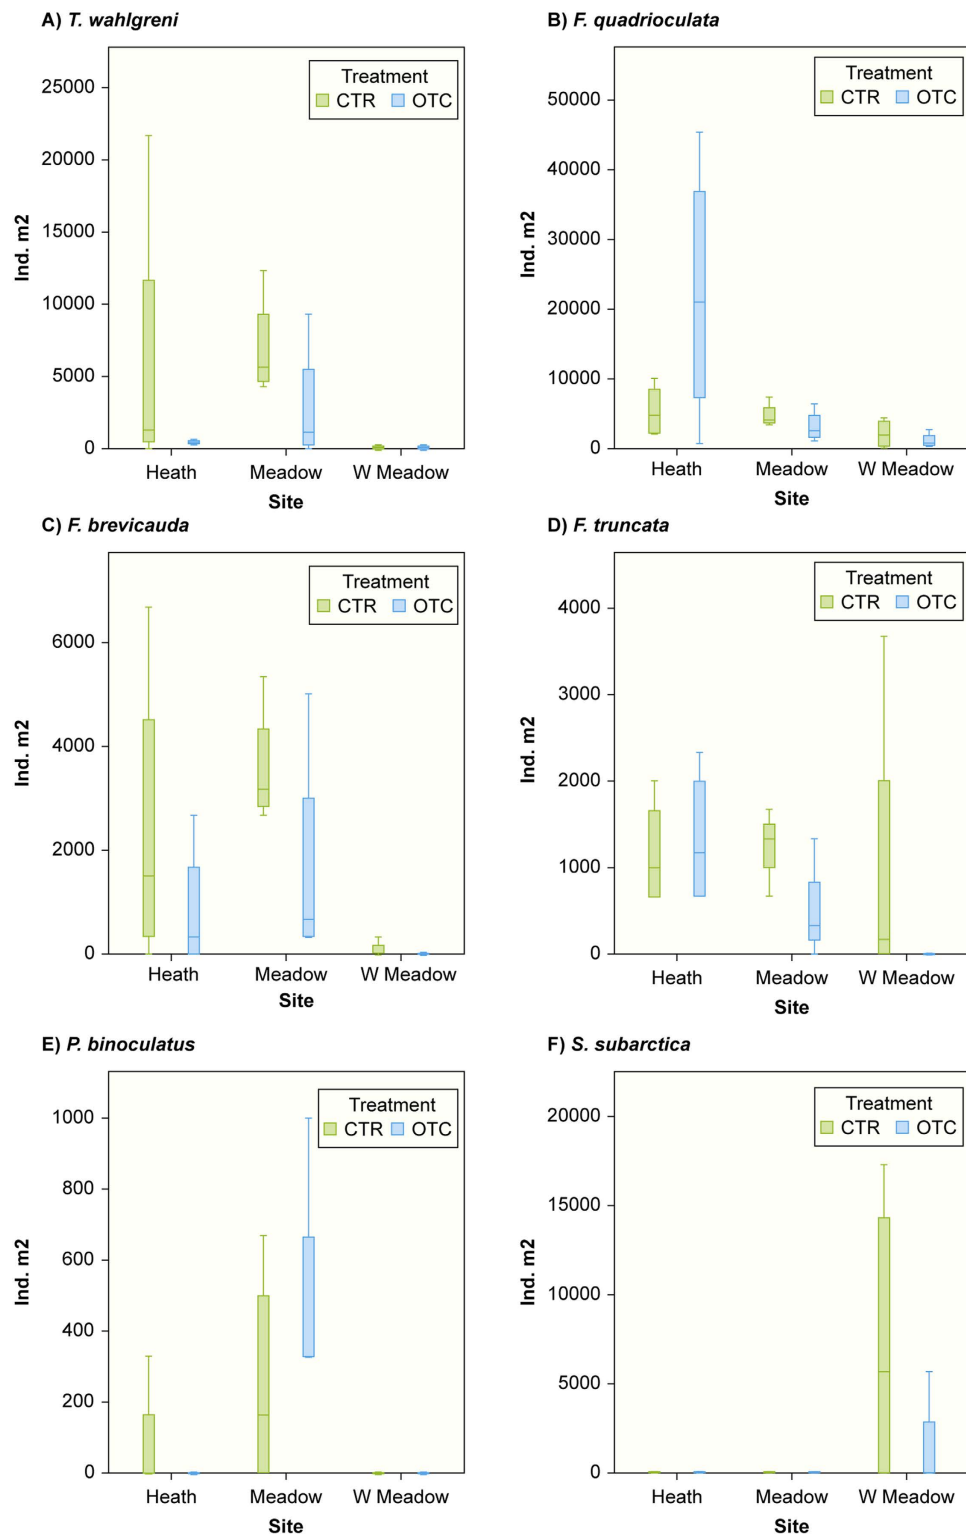 A) T. wahlgreni
Treatment
CTR OTC
25000
20000
15000
10000
5000
0
Ind. m2
Heath Meadow W Meadow
Site
B) F. quadrioculata
Treatment
CTR OTC
50000
40000
30000
20000
10000
0
Ind. m2
Heath Meadow W Meadow
Site
C) F. brevicauda
Treatment
CTR OTC
6000
4000
2000
0
Ind. m2
Heath Meadow W Meadow
Site
D) F. truncata
Treatment
CTR OTC
4000
3000
2000
1000
0
Ind. m2
Heath Meadow W Meadow
Site
E) P. binoculatus
Treatment
CTR OTC
1000
800
600
400
200
0
Ind. m2
Heath Meadow W Meadow
Site
F) S. subarctica
Treatment
CTR OTC
20000
15000
10000
5000
0
Ind. m2
Heath Meadow W Meadow
Site